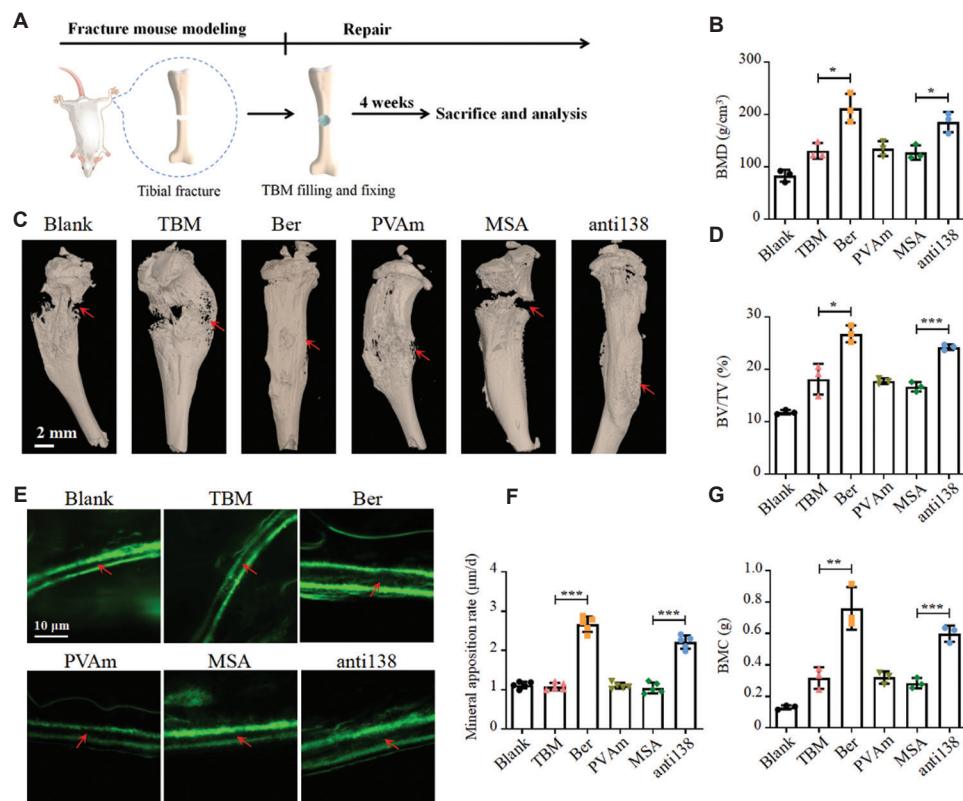 A
Fracture mouse modeling
Repair
4 weeks
Sacrifice and analysis
Tibial fracture
TBM filling and fixing
B
BMD (g/cm³)
300
200
100
0
*
*
Blank
TBM
Ber
PVAm
MSA
anti138
C
Blank
TBM
Ber
PVAm
MSA
anti138
2 mm
D
BV/TV (%)
30
20
10
0
*
***
Blank
TBM
Ber
PVAm
MSA
anti138
E
Blank
TBM
Ber
10 μm
PVAm
MSA
anti138
F
Mineral apposition rate (μm/d)
4
3
2
1
0
***
***
Blank
TBM
Ber
PVAm
MSA
anti138
G
BMC (g)
1.0
0.8
0.6
0.4
0.2
0.0
**
***
Blank
TBM
Ber
PVAm
MSA
anti138